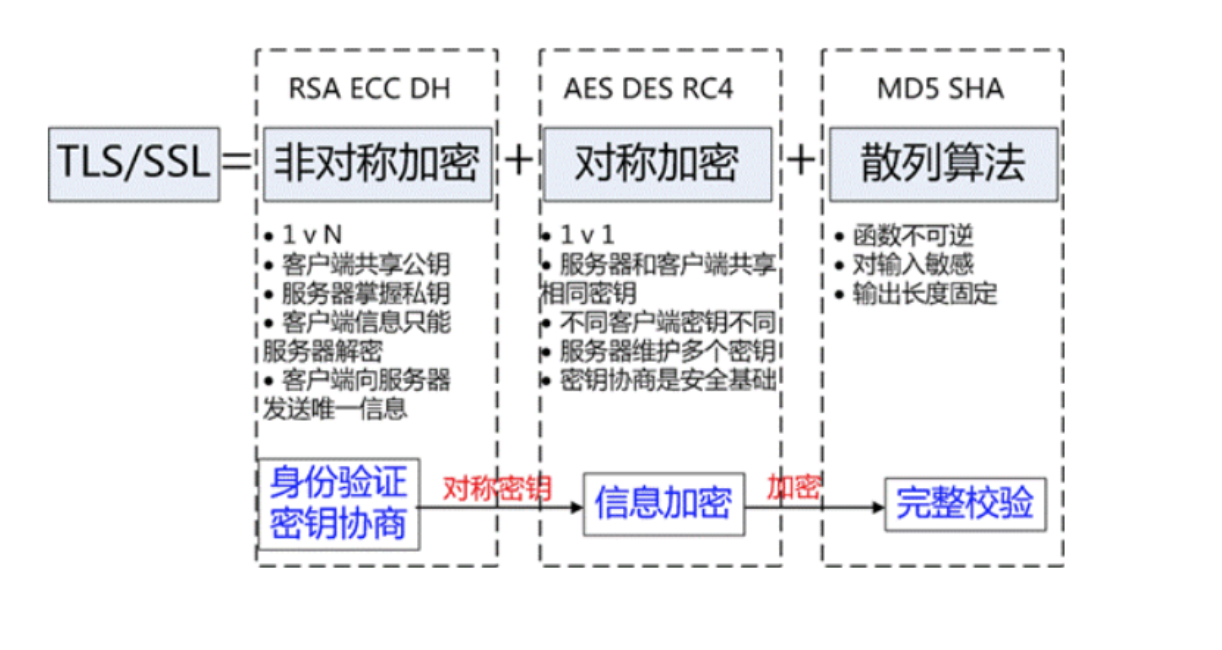 RSA ECC DH
AES DES RC4
MD5 SHA
TLS/SSL = 非对称加密 + 对称加密 + 散列算法
• 1 v N
• 客户端共享公钥
• 服务器掌握私钥
• 客户端信息只能
服务器解密
• 客户端向服务器
发送唯一信息
• 1 v 1
• 服务器和客户端共享
相同密钥
• 不同客户端密钥不同
• 服务器维护多个密钥
• 密钥协商是安全基础
• 函数不可逆
• 对输入敏感
• 输出长度固定
身份验证
密钥协商
对称密钥
信息加密
加密
完整校验